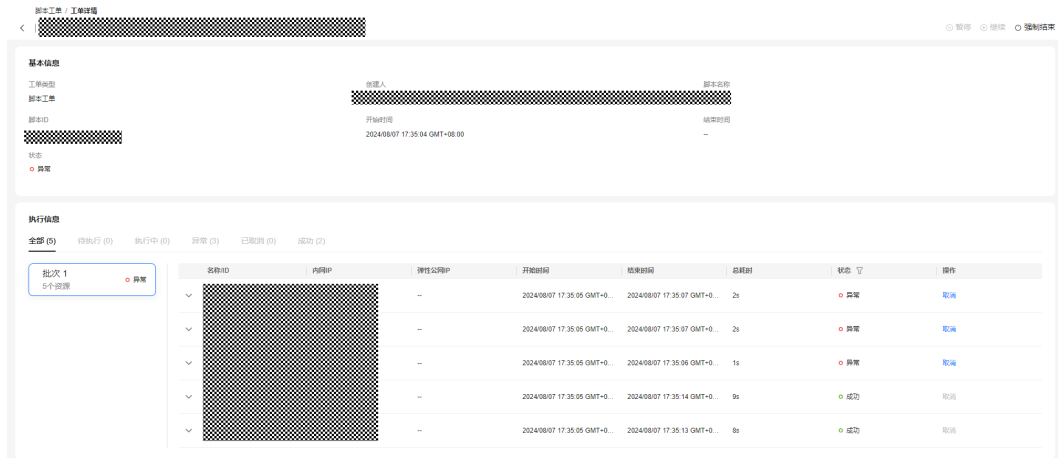 脚本工单 / 工单详情
暂停 继续 强制结束
基本信息
工单类型 创建人 脚本名称
脚本工单
脚本ID 开始时间 结束时间
2024/08/07 17:35:04 GMT+08:00 --
状态
异常
执行信息
全部 (5) 待执行 (0) 执行中 (0) 异常 (3) 已取消 (0) 成功 (2)
批次 1 异常
5个资源
名称/ID 内网IP 弹性公网IP 开始时间 结束时间 总耗时 状态 操作
-- 2024/08/07 17:35:05 GMT+0... 2024/08/07 17:35:07 GMT+0... 2s 异常 取消
-- 2024/08/07 17:35:05 GMT+0... 2024/08/07 17:35:07 GMT+0... 2s 异常 取消
-- 2024/08/07 17:35:05 GMT+0... 2024/08/07 17:35:06 GMT+0... 1s 异常 取消
-- 2024/08/07 17:35:05 GMT+0... 2024/08/07 17:35:14 GMT+0... 9s 成功 取消
-- 2024/08/07 17:35:05 GMT+0... 2024/08/07 17:35:13 GMT+0... 8s 成功 取消